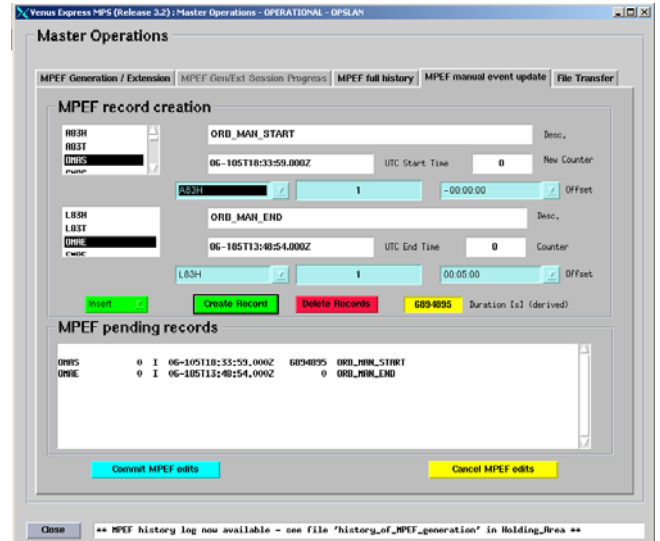 Venus Express MPS (Release 3.2) : Master Operations - OPERATIONAL - OPSLAN
Master Operations
MPEF Generation / Extension MPEF Gen/Ext Session Progress MPEF full history MPEF manual event update File Transfer
MPEF record creation
A83H
A83T
OMAS
ORB_MAN_START Desc.
06-105T18:33:59.000Z UTC Start Time 0 New Counter
A83H 1 -00:00:00 Offset
L83H
L83T
OMAE
ORB_MAN_END Desc.
06-185T13:48:54.000Z UTC End Time 0 Counter
L83H 1 00:05:00 Offset
Insert Create Record Delete Records 6894895 Duration [s] (derived)
MPEF pending records
OMAS 0 I 06-105T18:33:59.000Z 6894895 ORB_MAN_START
OMAE 0 I 06-185T13:48:54.000Z 0 ORB_MAN_END
Commit MPEF edits Cancel MPEF edits
Close ** MPEF history log now available - see file 'history_of_MPEF_generation' in Holding_Area **